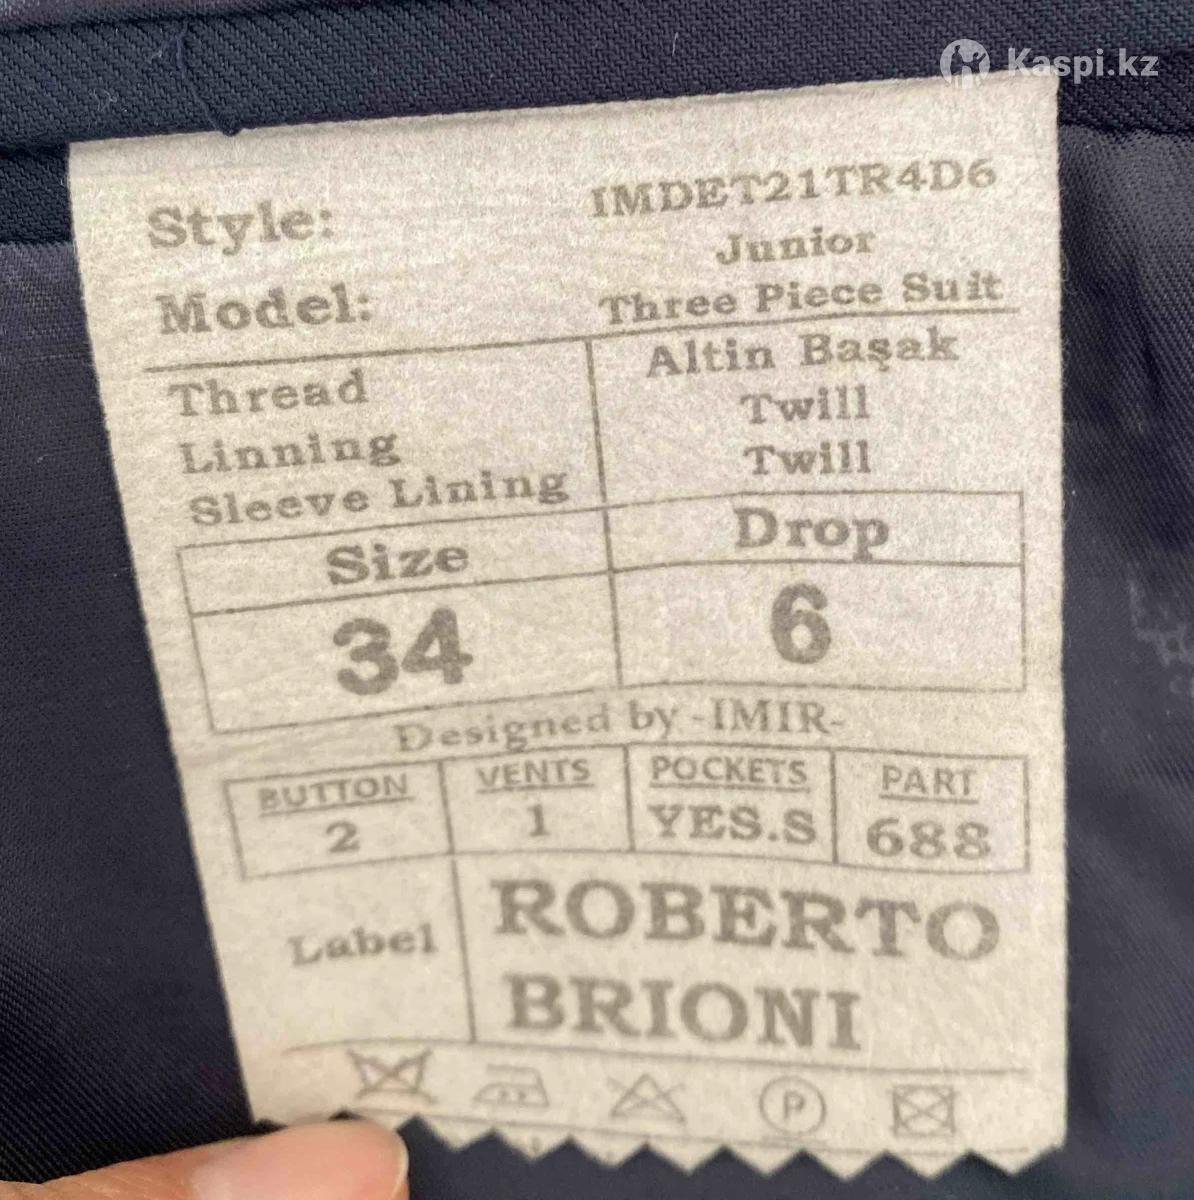 Kaspi.kz
Style: IMDET21TR4D6
Junior
Model: Three Piece Suit
Thread Altin Başak
Linning Twill
Sleeve Lining Twill
Size Drop
34 6
Designed by -IMIR-
BUTTON VENTS POCKETS PART
2 1 YES.S 688
Label ROBERTO
BRIONI
P